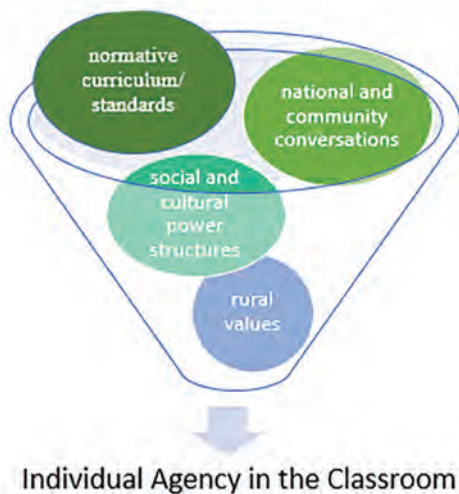 normative
curriculum/
standards
national and
community
conversations
social and
cultural
power
structures
rural
values
Individual Agency in the Classroom